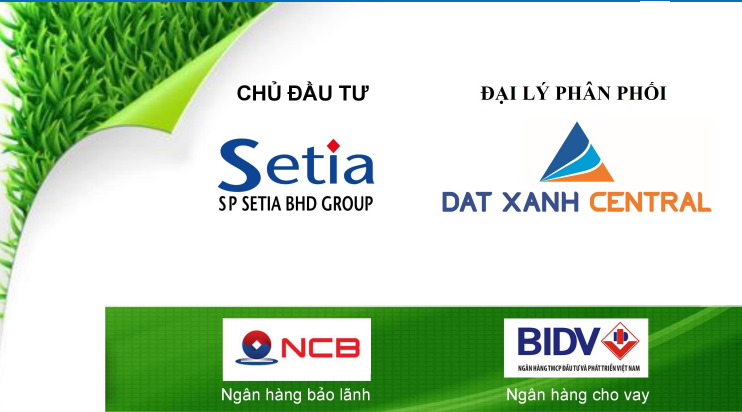 CHỦ ĐẦU TƯ
ĐẠI LÝ PHÂN PHỐI
Setia
S P SETIA BHD GROUP
DAT XANH CENTRAL
NCB
BIDV
NGÂN HÀNG TMCP ĐẦU TƯ VÀ PHÁT TRIỂN VIỆT NAM
Ngân hàng bảo lãnh
Ngân hàng cho vay